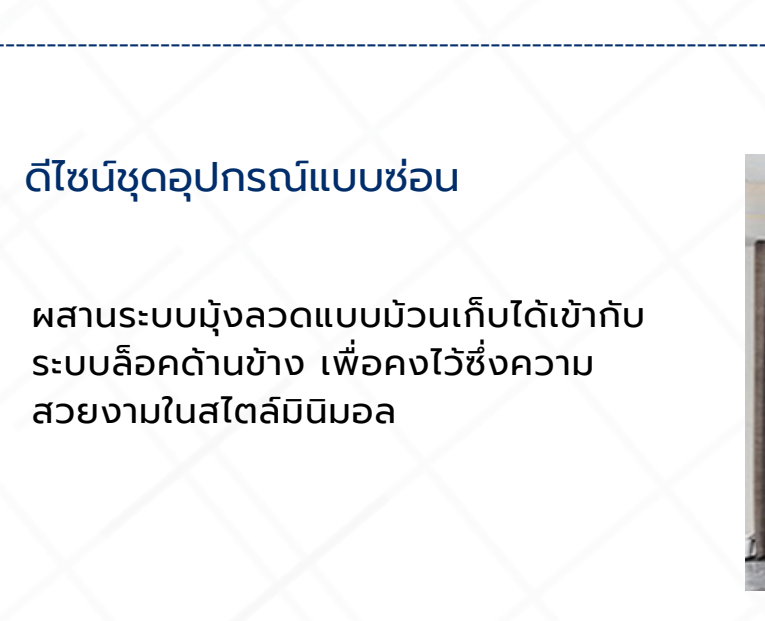 ดีไซน์ชุดอุปกรณ์แบบซ่อน
ผสานระบบมุ้งลวดแบบม้วนเก็บได้เข้ากับ
ระบบล็อคด้านข้าง เพื่อคงไว้ซึ่งความ
สวยงามในสไตล์มินิมอล